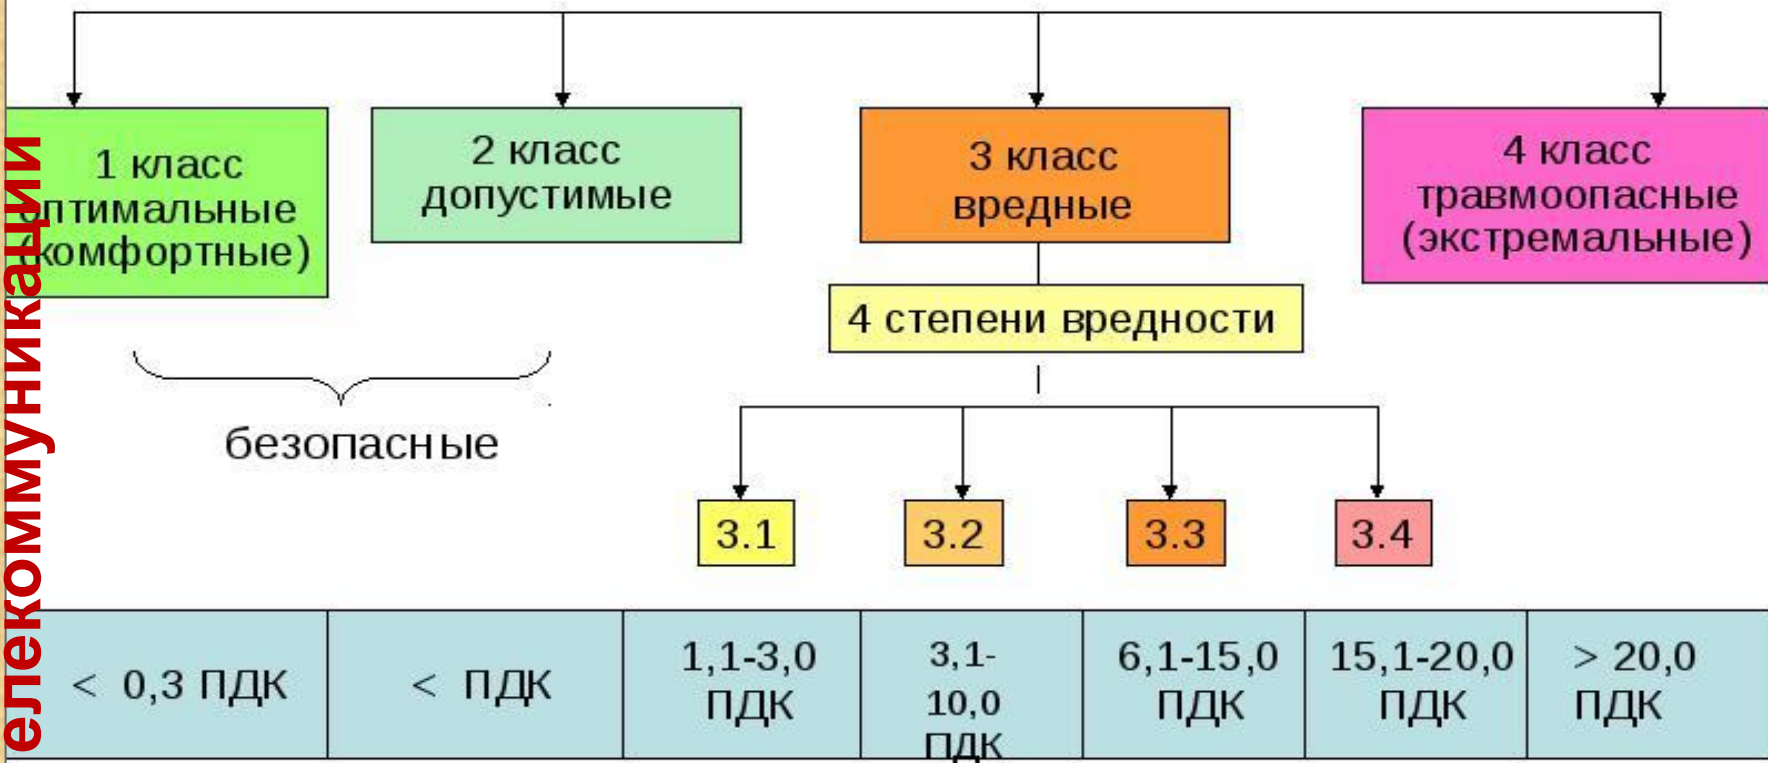 елекоммуникации
1 класс
оптимальные
(комфортные)
2 класс
допустимые
3 класс
вредные
4 класс
травмоопасные
(экстремальные)
4 степени вредности
безопасные
3.1
3.2
3.3
3.4
< 0,3 ПДК
< ПДК
1,1-3,0
ПДК
3,1-
10,0
ПДК
6,1-15,0
ПДК
15,1-20,0
ПДК
> 20,0
ПДК